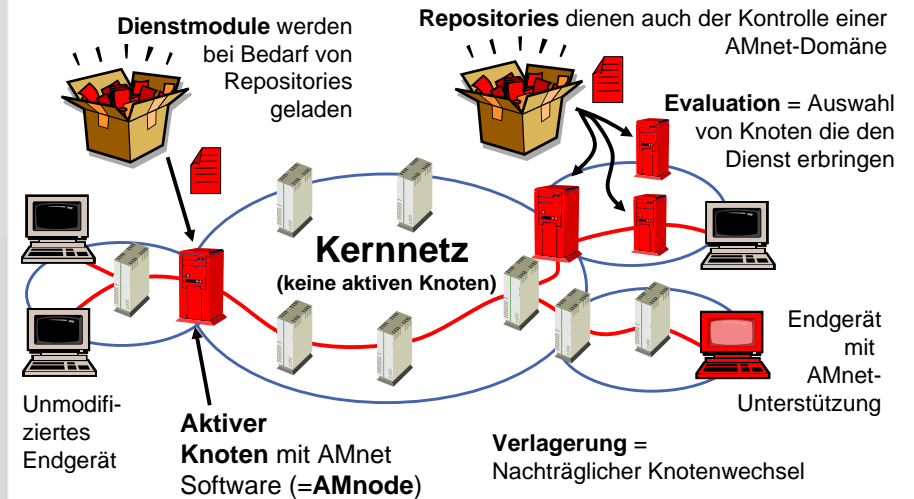 Dienstmodule werden
bei Bedarf von
Repositories
geladen
Repositories dienen auch der Kontrolle einer
AMnet-Domäne
Evaluation = Auswahl
von Knoten die den
Dienst erbringen
Kernnetz
(keine aktiven Knoten)
Unmodifi-
ziertes
Endgerät
Aktiver
Knoten mit AMnet
Software (=AMnode)
Endgerät
mit
AMnet-
Unterstützung
Verlagerung =
Nachträglicher Knotenwechsel